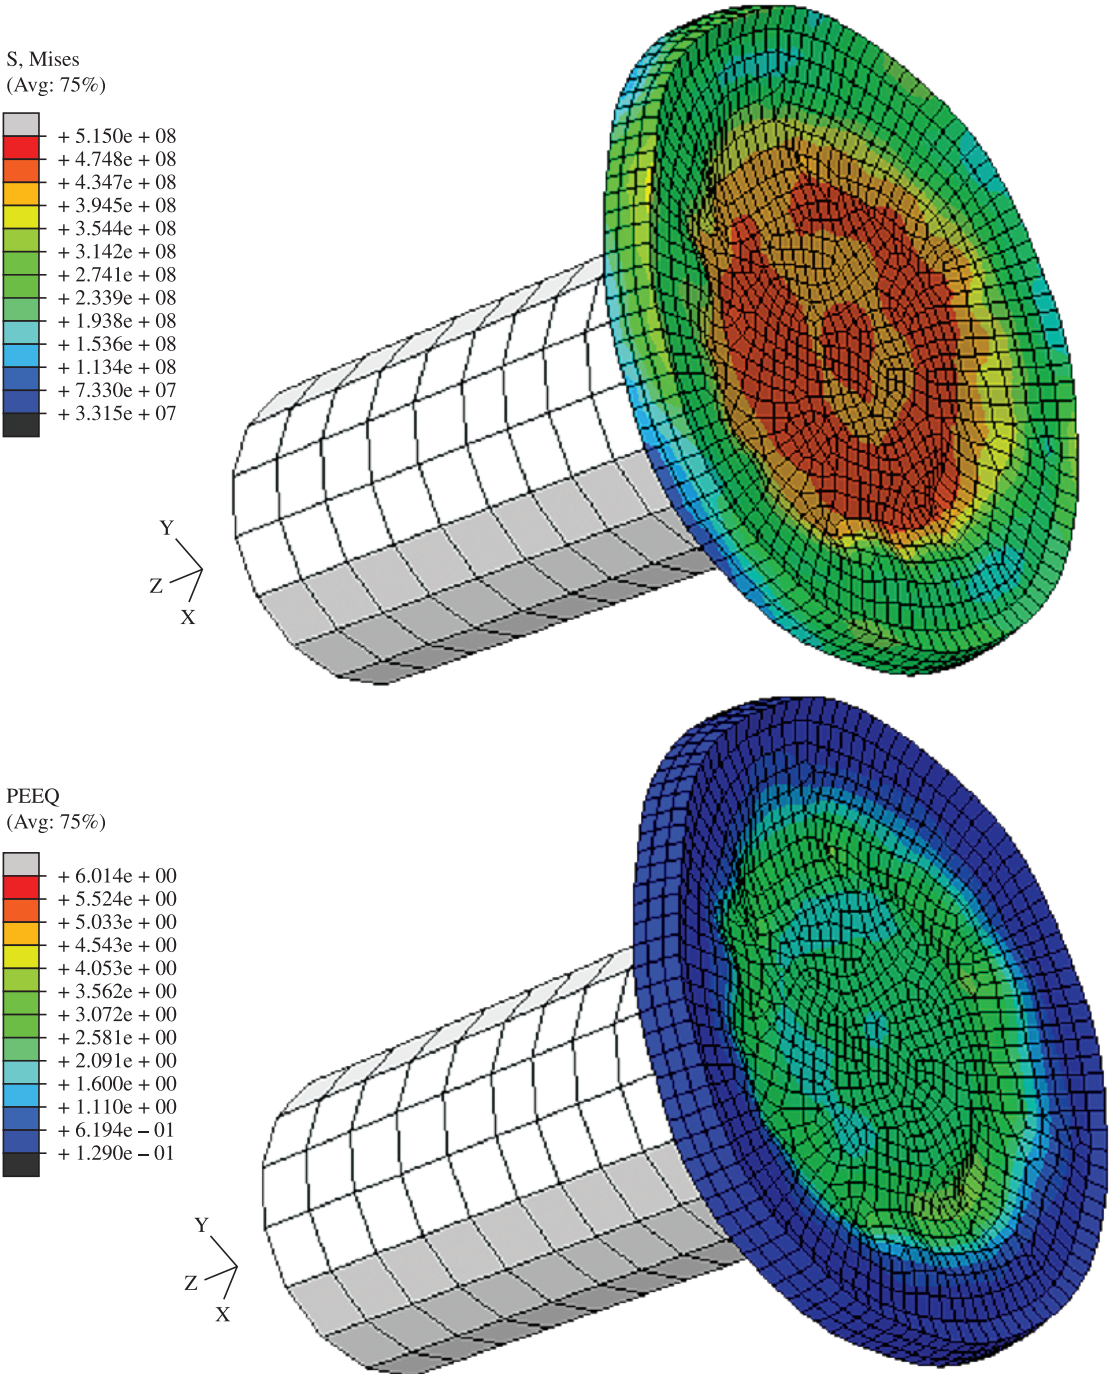 S, Mises
(Avg: 75%)
+ 5.150e + 08
+ 4.748e + 08
+ 4.347e + 08
+ 3.945e + 08
+ 3.544e + 08
+ 3.142e + 08
+ 2.741e + 08
+ 2.339e + 08
+ 1.938e + 08
+ 1.536e + 08
+ 1.134e + 08
+ 7.330e + 07
+ 3.315e + 07
Y
Z
X
PEEQ
(Avg: 75%)
+ 6.014e + 00
+ 5.524e + 00
+ 5.033e + 00
+ 4.543e + 00
+ 4.053e + 00
+ 3.562e + 00
+ 3.072e + 00
+ 2.581e + 00
+ 2.091e + 00
+ 1.600e + 00
+ 1.110e + 00
+ 6.194e – 01
+ 1.290e – 01
Y
Z
X